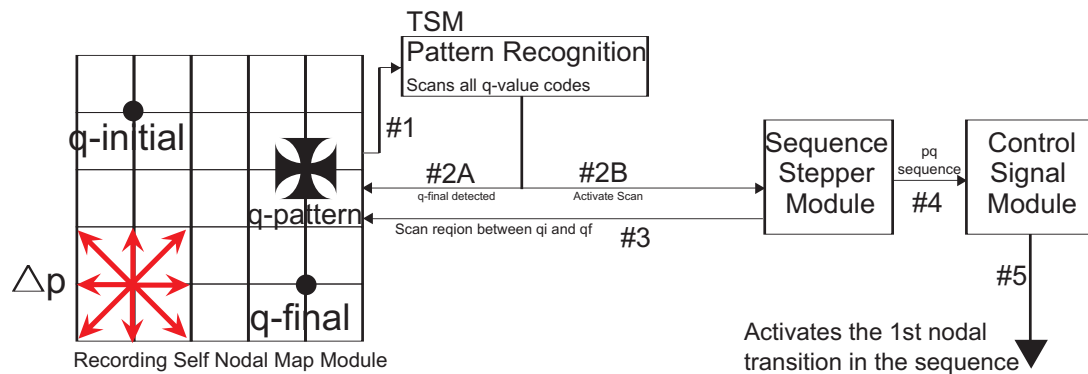 TSM
Pattern Recognition
Scans all q-value codes
q-initial
#1
q-pattern
#2A
q-final detected
#2B
Activate Scan
Scan region between qi and qf
#3
Sequence
Stepper
Module
pq
sequence
#4
Control
Signal
Module
#5
△p
q-final
Recording Self Nodal Map Module
Activates the 1st nodal
transition in the sequence